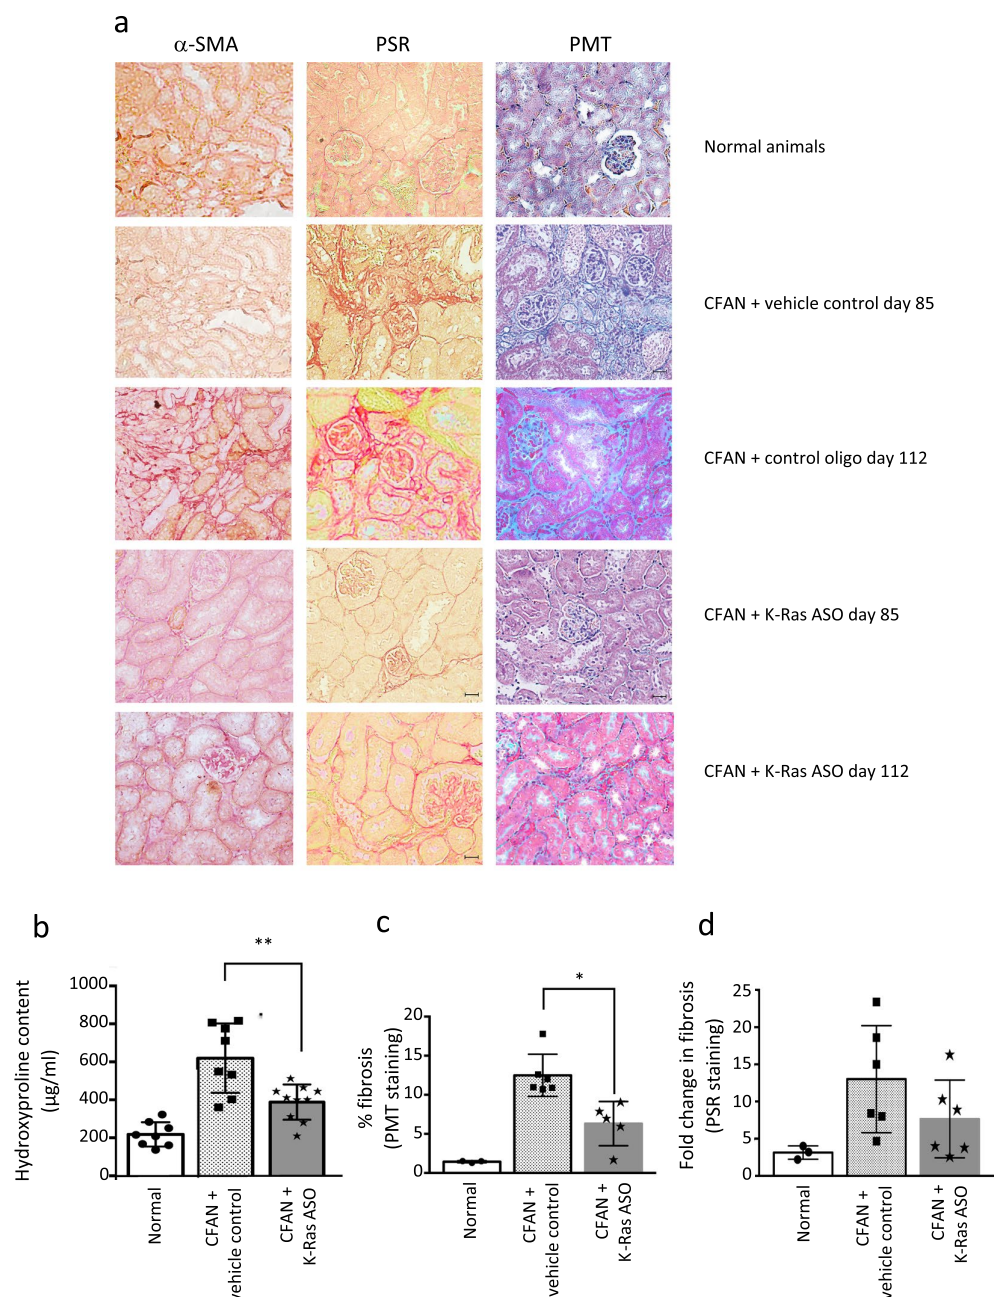 a
α-SMA PSR PMT
Normal animals
CFAN + vehicle control day 85
CFAN + control oligo day 112
CFAN + K-Ras ASO day 85
CFAN + K-Ras ASO day 112
b
Hydroxyproline content
(µg/ml)
1000
800
600
400
200
0
**
Normal
CFAN +
vehicle control
CFAN +
K-Ras ASO
c
% fibrosis
(PMT staining)
20
15
10
5
0
*
Normal
CFAN +
vehicle control
CFAN +
K-Ras ASO
d
Fold change in fibrosis
(PSR staining)
25
20
15
10
5
0
Normal
CFAN +
vehicle control
CFAN +
K-Ras ASO